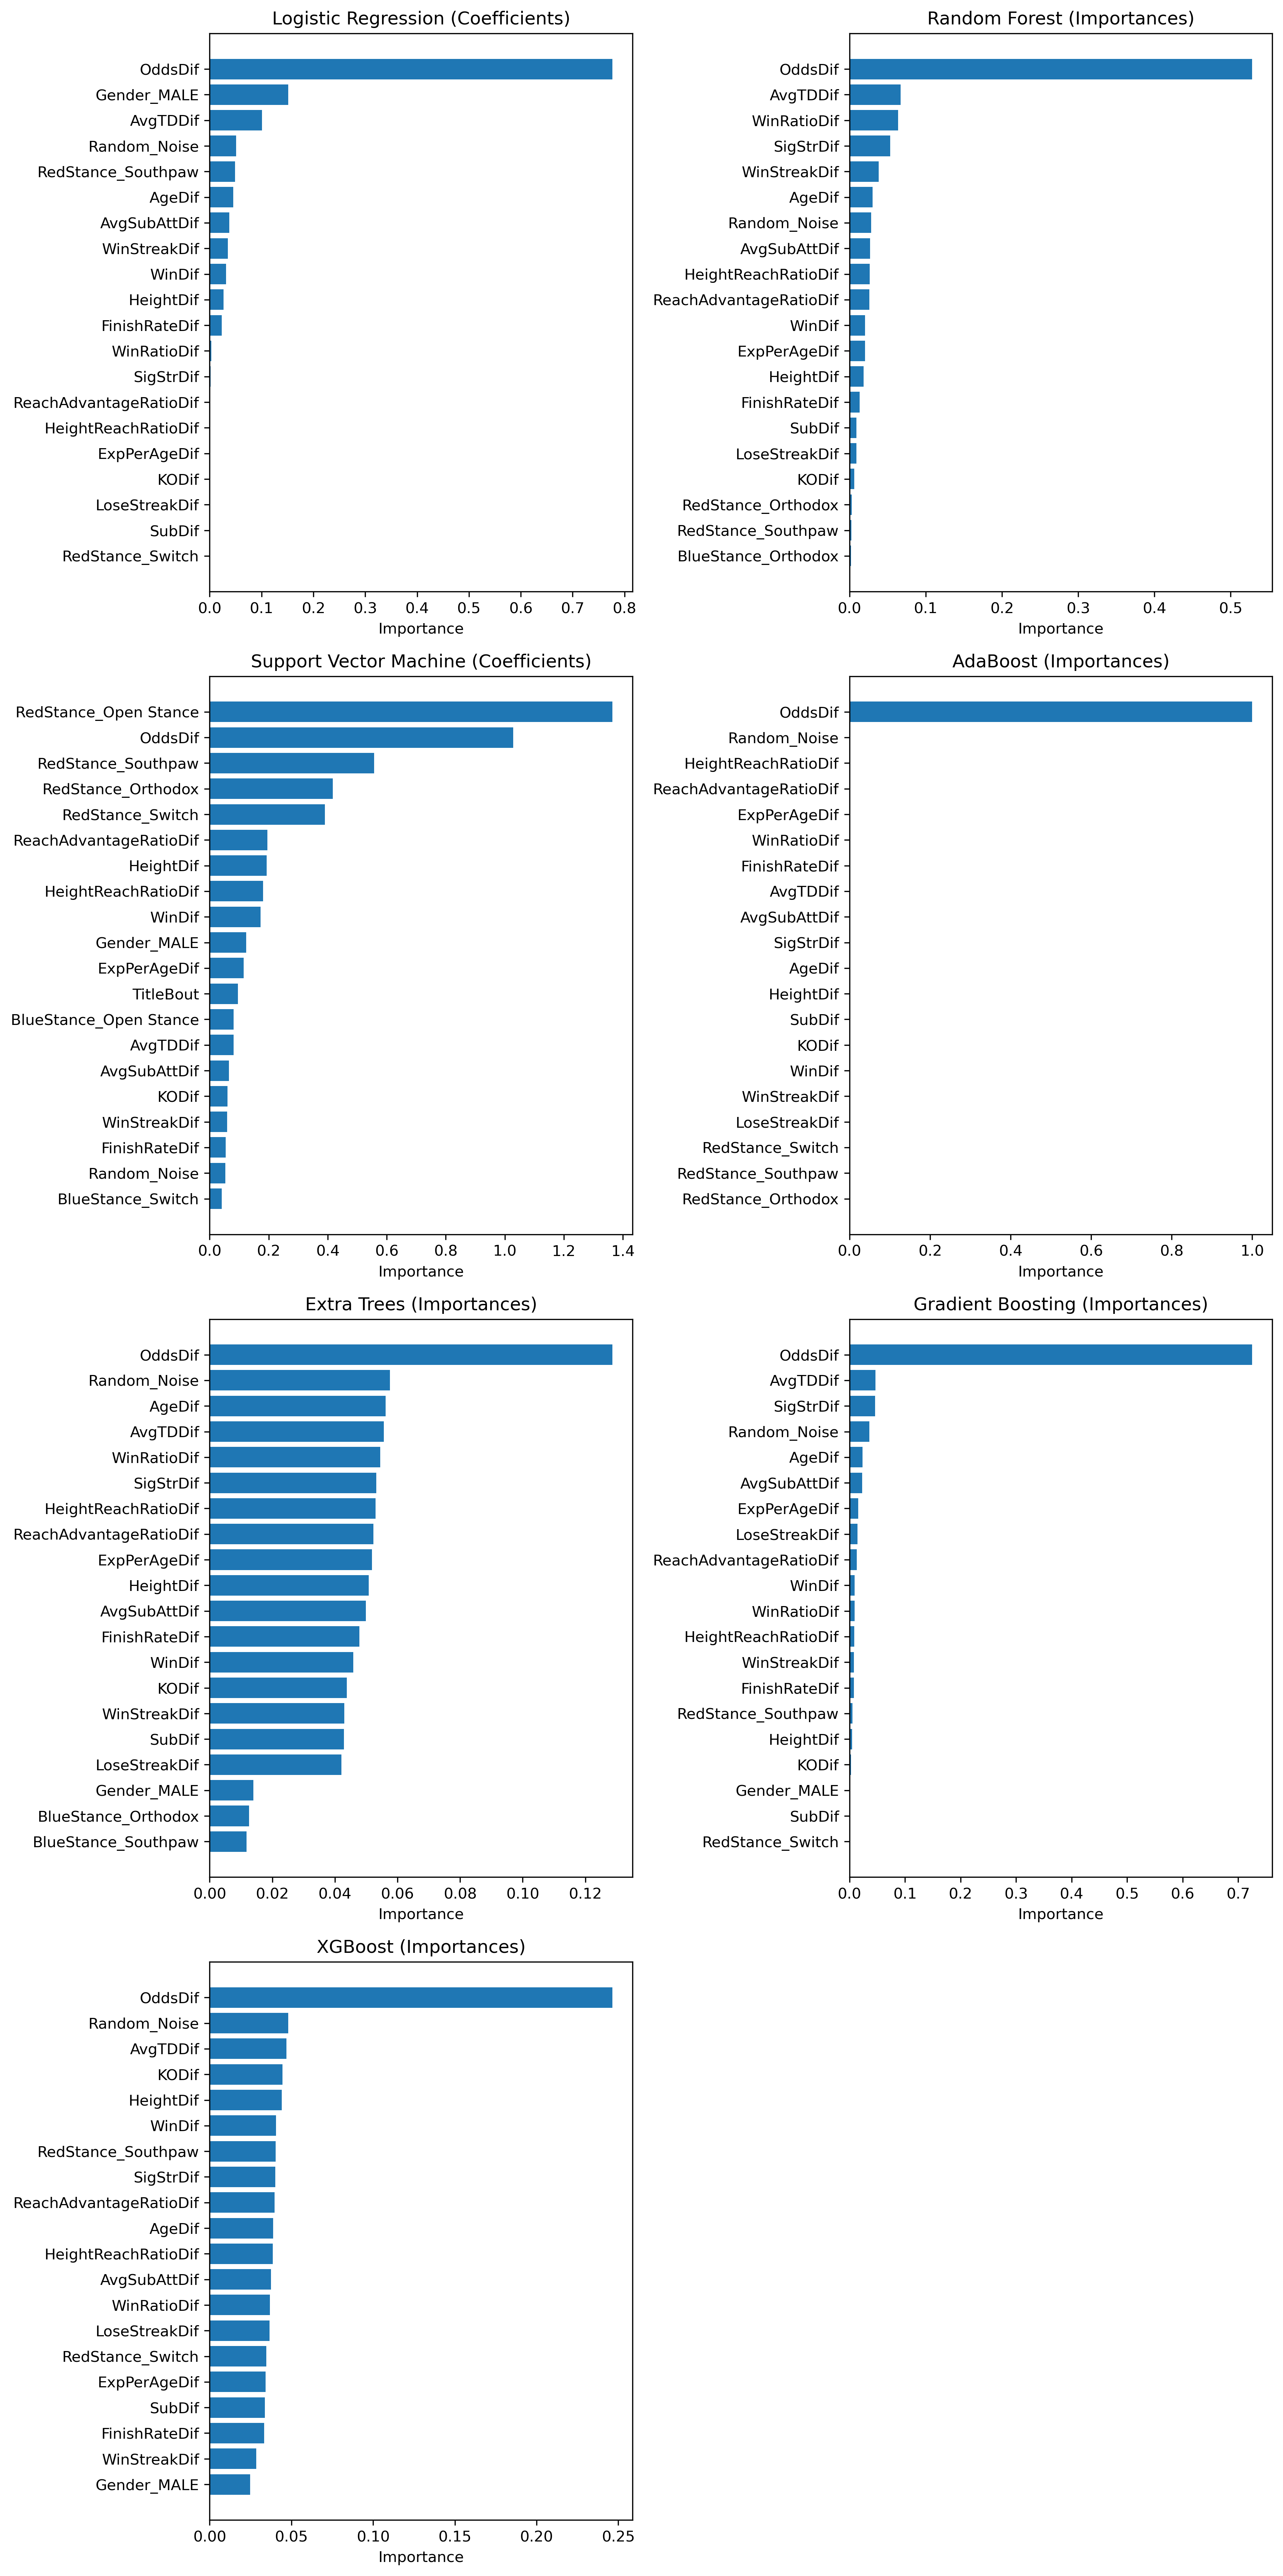 Logistic Regression (Coefficients)
OddsDif
Gender_MALE
AvgTDDif
Random_Noise
RedStance_Southpaw
AgeDif
AvgSubAttDif
WinStreakDif
WinDif
HeightDif
FinishRateDif
WinRatioDif
SigStrDif
ReachAdvantageRatioDif
HeightReachRatioDif
ExpPerAgeDif
KODif
LoseStreakDif
SubDif
RedStance_Switch
0.0 0.1 0.2 0.3 0.4 0.5 0.6 0.7 0.8
Importance
Random Forest (Importances)
OddsDif
AvgTDDif
WinRatioDif
SigStrDif
WinStreakDif
AgeDif
Random_Noise
AvgSubAttDif
HeightReachRatioDif
ReachAdvantageRatioDif
WinDif
ExpPerAgeDif
HeightDif
FinishRateDif
SubDif
LoseStreakDif
KODif
RedStance_Orthodox
RedStance_Southpaw
BlueStance_Orthodox
0.0 0.1 0.2 0.3 0.4 0.5
Importance
Support Vector Machine (Coefficients)
RedStance_Open Stance
OddsDif
RedStance_Southpaw
RedStance_Orthodox
RedStance_Switch
ReachAdvantageRatioDif
HeightDif
HeightReachRatioDif
WinDif
Gender_MALE
ExpPerAgeDif
TitleBout
BlueStance_Open Stance
AvgTDDif
AvgSubAttDif
KODif
WinStreakDif
FinishRateDif
Random_Noise
BlueStance_Switch
0.0 0.2 0.4 0.6 0.8 1.0 1.2 1.4
Importance
AdaBoost (Importances)
OddsDif
Random_Noise
HeightReachRatioDif
ReachAdvantageRatioDif
ExpPerAgeDif
WinRatioDif
FinishRateDif
AvgTDDif
AvgSubAttDif
SigStrDif
AgeDif
HeightDif
SubDif
KODif
WinDif
WinStreakDif
LoseStreakDif
RedStance_Switch
RedStance_Southpaw
RedStance_Orthodox
0.0 0.2 0.4 0.6 0.8 1.0
Importance
Extra Trees (Importances)
OddsDif
Random_Noise
AgeDif
AvgTDDif
WinRatioDif
SigStrDif
HeightReachRatioDif
ReachAdvantageRatioDif
ExpPerAgeDif
HeightDif
AvgSubAttDif
FinishRateDif
WinDif
KODif
WinStreakDif
SubDif
LoseStreakDif
Gender_MALE
BlueStance_Orthodox
BlueStance_Southpaw
0.00 0.02 0.04 0.06 0.08 0.10 0.12
Importance
Gradient Boosting (Importances)
OddsDif
AvgTDDif
SigStrDif
Random_Noise
AgeDif
AvgSubAttDif
ExpPerAgeDif
LoseStreakDif
ReachAdvantageRatioDif
WinDif
WinRatioDif
HeightReachRatioDif
WinStreakDif
FinishRateDif
RedStance_Southpaw
HeightDif
KODif
Gender_MALE
SubDif
RedStance_Switch
0.0 0.1 0.2 0.3 0.4 0.5 0.6 0.7
Importance
XGBoost (Importances)
OddsDif
Random_Noise
AvgTDDif
KODif
HeightDif
WinDif
RedStance_Southpaw
SigStrDif
ReachAdvantageRatioDif
AgeDif
HeightReachRatioDif
AvgSubAttDif
WinRatioDif
LoseStreakDif
RedStance_Switch
ExpPerAgeDif
SubDif
FinishRateDif
WinStreakDif
Gender_MALE
0.00 0.05 0.10 0.15 0.20 0.25
Importance